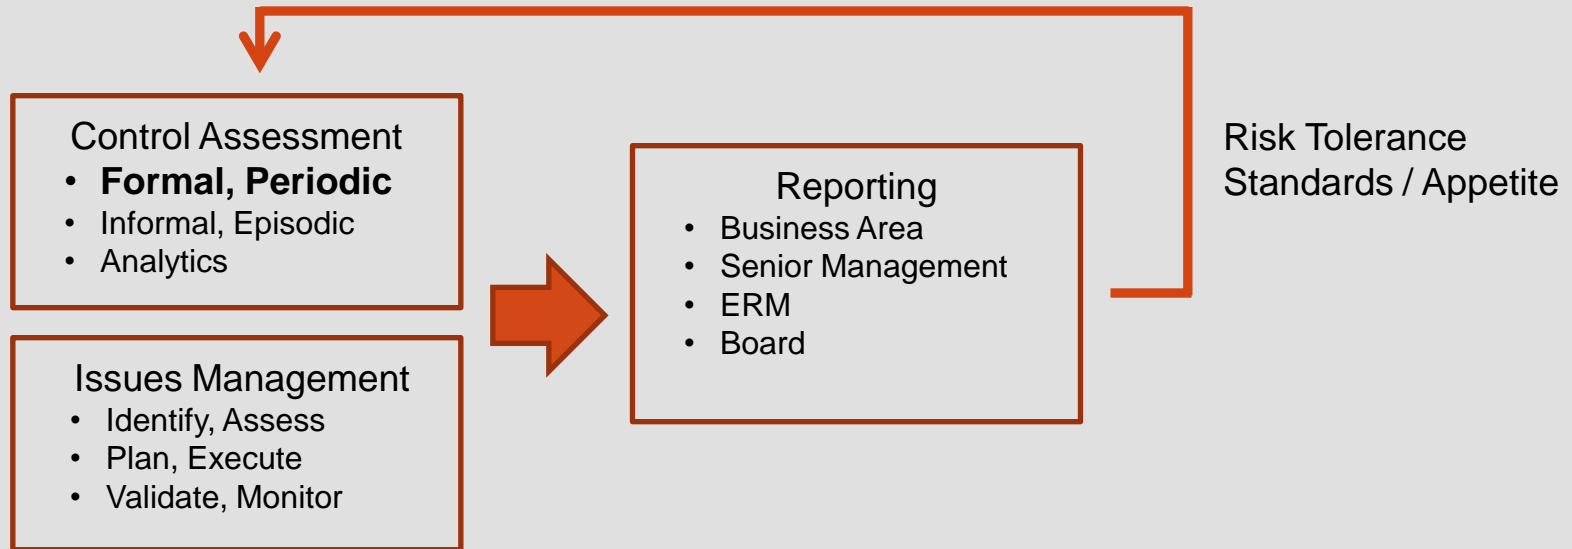 Control Assessment
• Formal, Periodic
• Informal, Episodic
• Analytics
Issues Management
• Identify, Assess
• Plan, Execute
• Validate, Monitor
Reporting
• Business Area
• Senior Management
• ERM
• Board
Risk Tolerance
Standards / Appetite